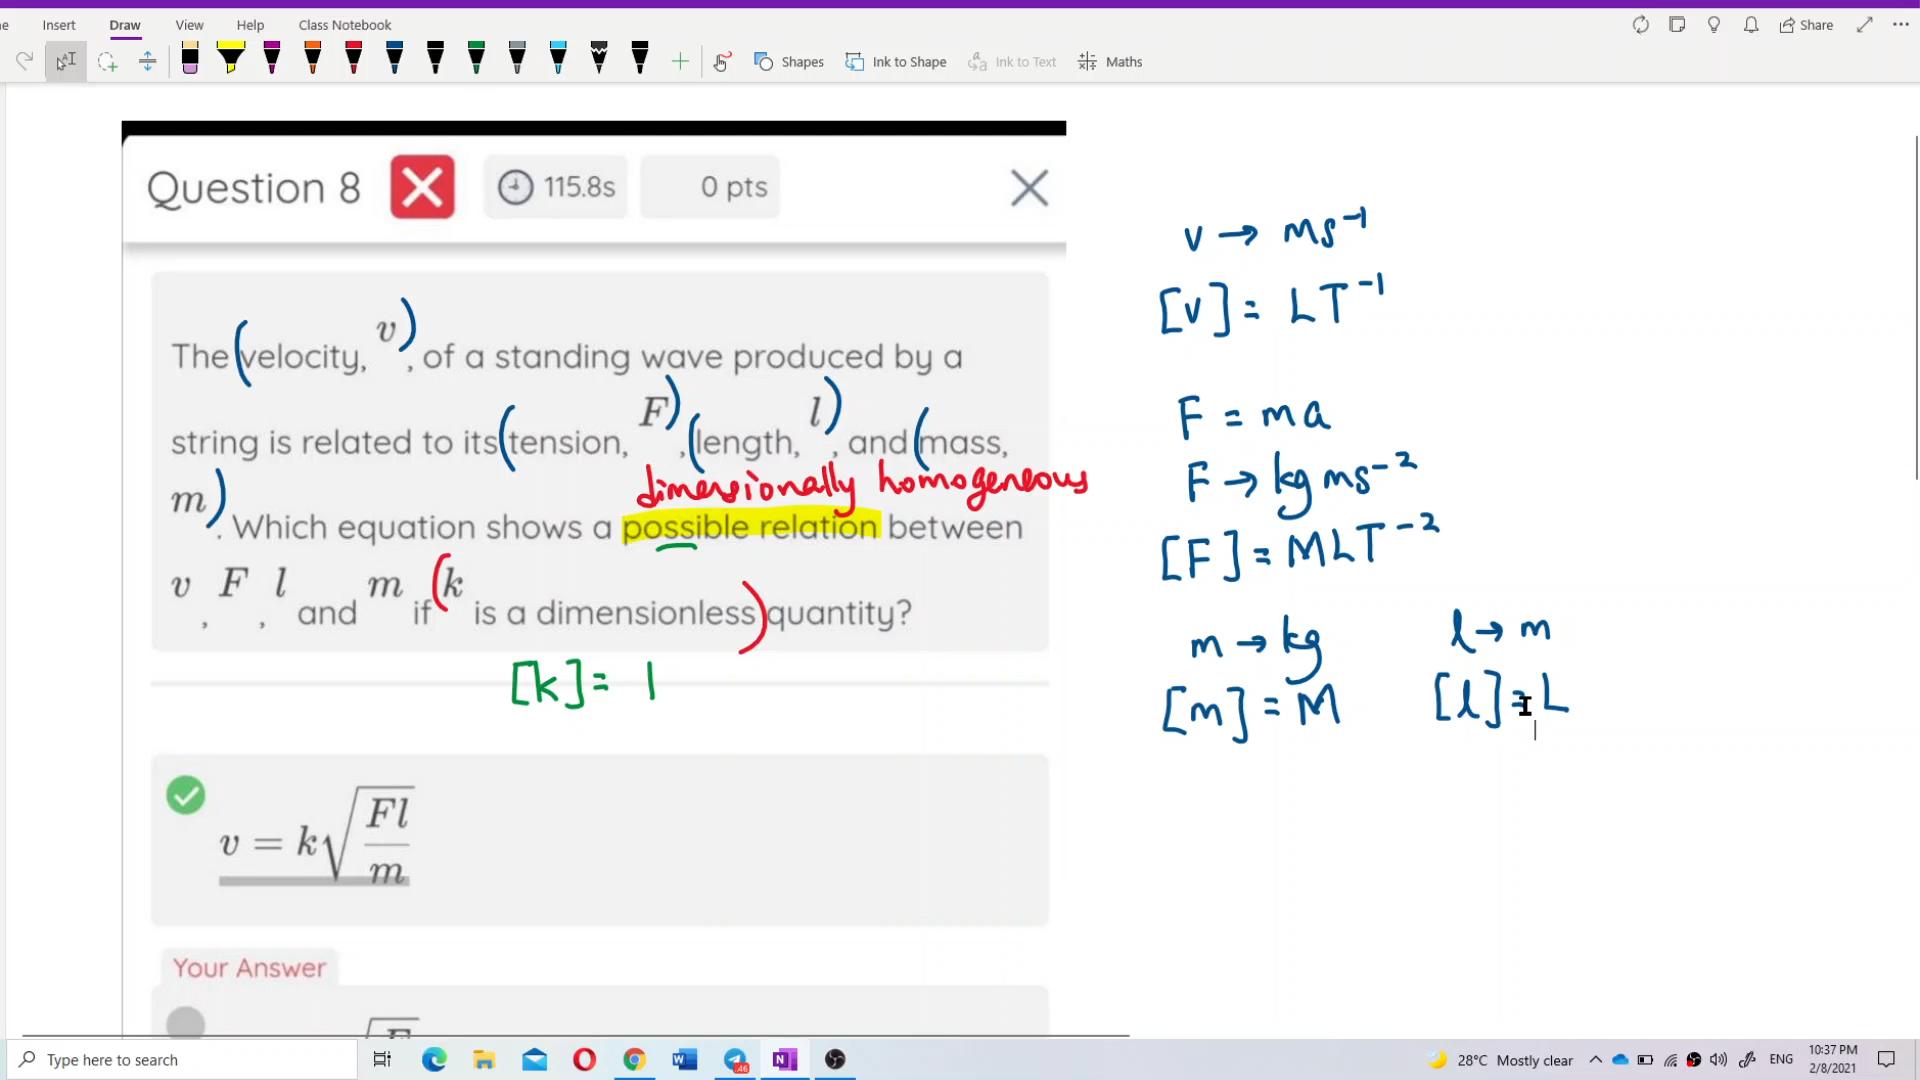 Insert Draw View Help Class Notebook Share
Shapes Ink to Shape Ink to Text Maths
Question 8 115.8s 0 pts
The (velocity, v), of a standing wave produced by a
string is related to its (tension, F), (length, l), and (mass,
dimensionally homogeneous
m). Which equation shows a possible relation between
v, F, l and m if (k is a dimensionless) quantity?
[k] = 1
v = k√(Fl/m)
Your Answer
v → ms⁻¹
[v] = LT⁻¹
F = ma
F → kg ms⁻²
[F] = MLT⁻²
m → kg
[m] = M
l → m
[l] = L
Type here to search
46
28°C Mostly clear
ENG
10:37 PM
2/8/2021